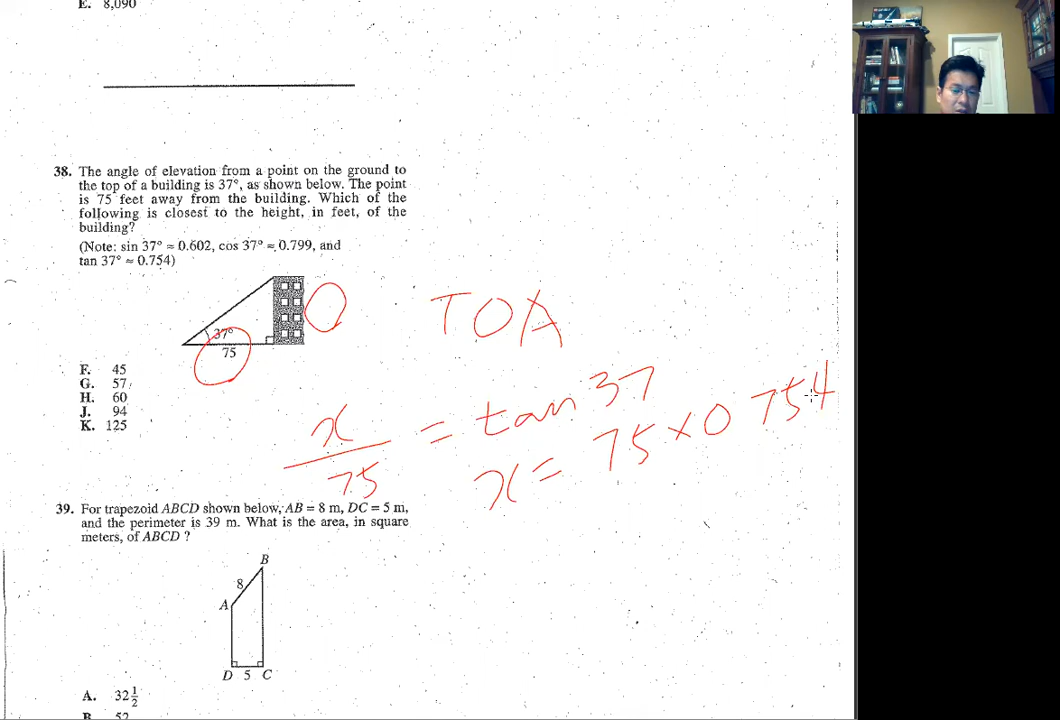 E. 8,090
38. The angle of elevation from a point on the ground to
the top of a building is 37°, as shown below. The point
is 75 feet away from the building. Which of the
following is closest to the height, in feet, of the
building?
(Note: sin 37° ≈ 0.602, cos 37° ≈ 0.799, and
tan 37° ≈ 0.754)
37°
75
O
TOA
F. 45
G. 57
H. 60
J. 94
K. 125
x/75 = tan 37
x = 75 × 0 754
39. For trapezoid ABCD shown below, AB = 8 m, DC = 5 m,
and the perimeter is 39 m. What is the area, in square
meters, of ABCD ?
B
8
A
D 5 C
A. 32 1/2
B. 52